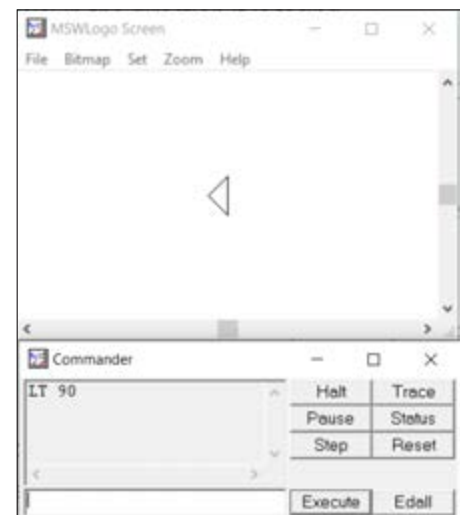 MSWLogo Screen
File Bitmap Set Zoom Help
Commander
LT 90
Halt Trace
Pause Status
Step Reset
Execute Edall